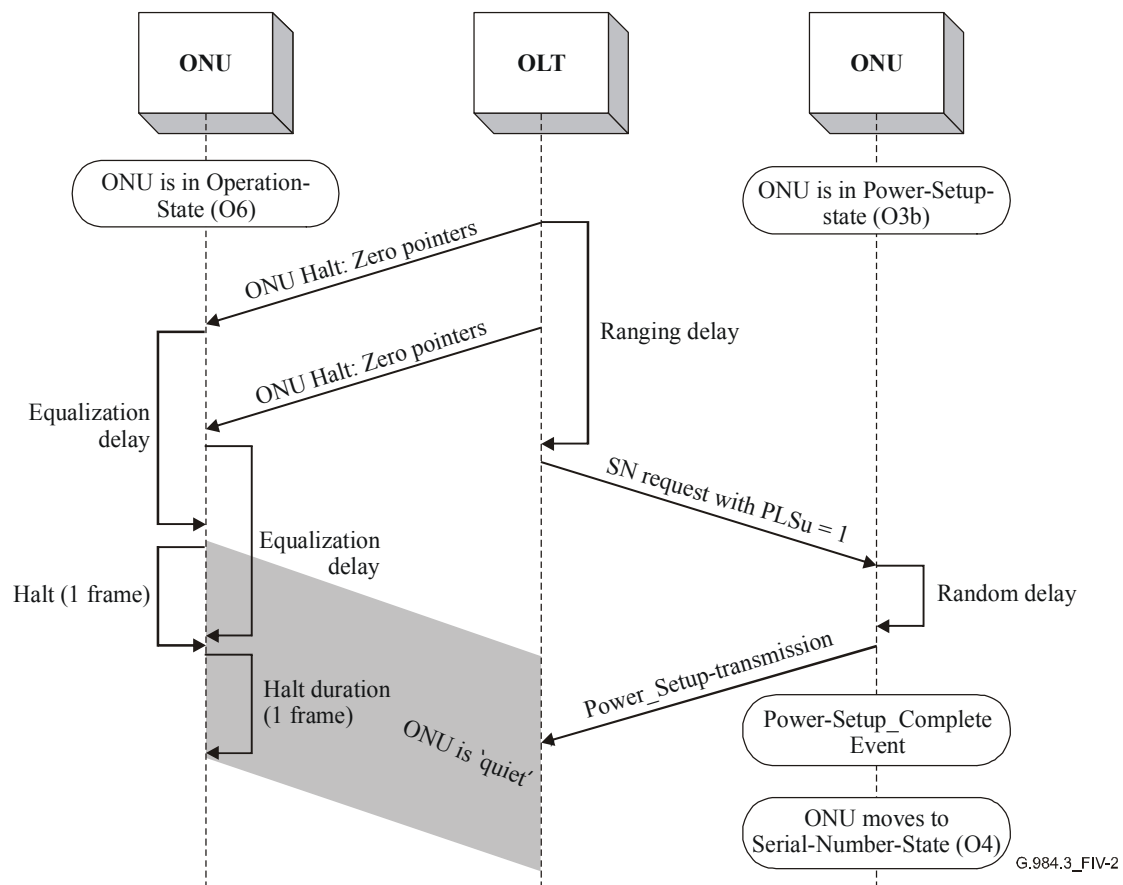 ONU
OLT
ONU
ONU is in Operation-
State (O6)
ONU is in Power-Setup-
state (O3b)
ONU Halt: Zero pointers
Ranging delay
ONU Halt: Zero pointers
Equalization
delay
SN request with PLSu = 1
Equalization
delay
Halt (1 frame)
Random delay
Power_Setup-transmission
Halt duration
(1 frame)
ONU is 'quiet'
Power-Setup_Complete
Event
ONU moves to
Serial-Number-State (O4)
G.984.3_FIV-2